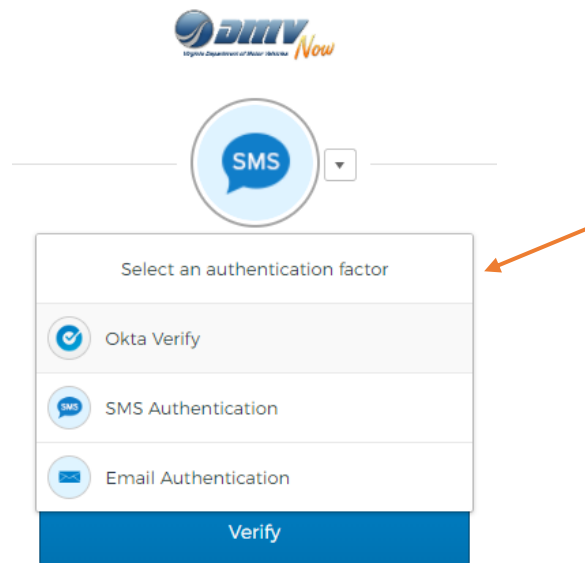 DMV
Now
Virginia Department of Motor Vehicles
SMS
Select an authentication factor
Okta Verify
SMS
SMS Authentication
Email Authentication
Verify